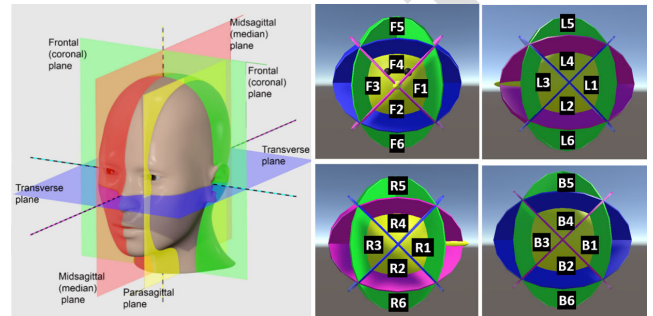 Midsagittal
(median)
plane
Frontal
(coronal)
plane
Frontal
(coronal)
plane
Transverse
plane
Transverse
plane
Midsagittal
(median)
plane
Parasagittal
plane
F5
F4
F3
F1
F2
F6
L5
L4
L3
L1
L2
L6
R5
R4
R3
R1
R2
R6
B5
B4
B3
B1
B2
B6